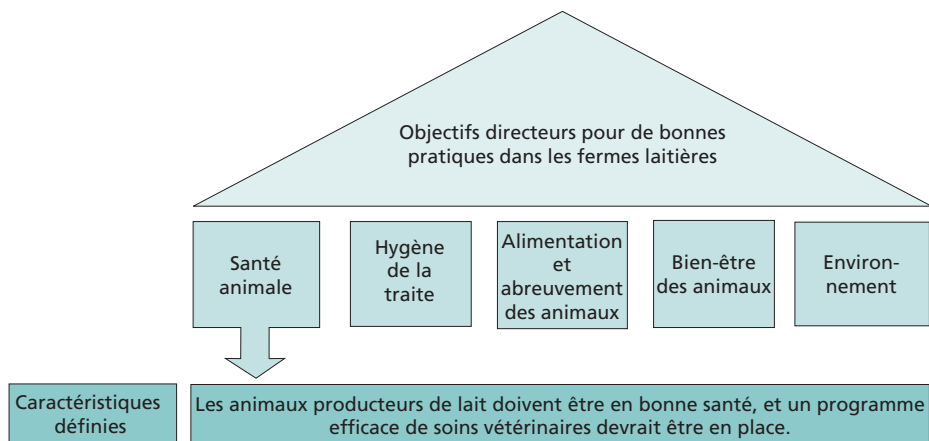 Objectifs directeurs pour de bonnes
pratiques dans les fermes laitières
Santé
animale
Hygène
de la
traite
Alimentation
et
abreuvement
des animaux
Bien-être
des animaux
Environ-
nement
Caractéristiques
définies
Les animaux producteurs de lait doivent être en bonne santé, et un programme
efficace de soins vétérinaires devrait être en place.